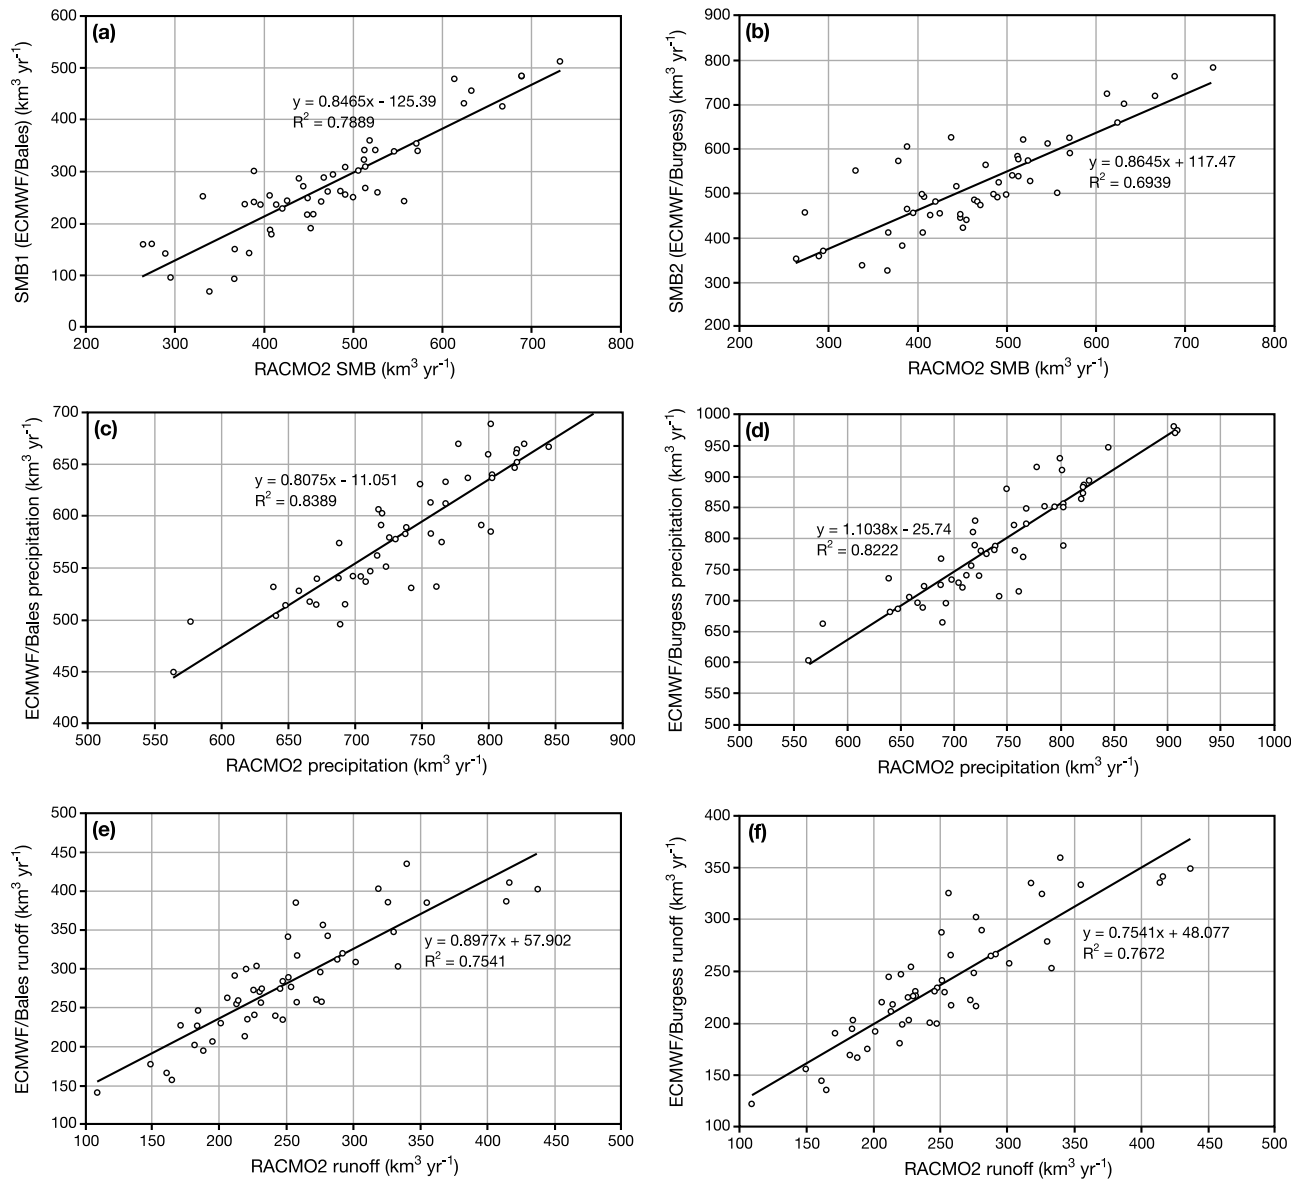 (a)
600
500
400
300
200
100
0
SMB1 (ECMWF/Bales) (km³ yr⁻¹)
y = 0.8465x - 125.39
R² = 0.7889
200 300 400 500 600 700 800
RACMO2 SMB (km³ yr⁻¹)
(b)
900
800
700
600
500
400
300
200
SMB2 (ECMWF/Burgess) (km³ yr⁻¹)
y = 0.8645x + 117.47
R² = 0.6939
200 300 400 500 600 700 800
RACMO2 SMB (km³ yr⁻¹)
(c)
700
650
600
550
500
450
400
ECMWF/Bales precipitation (km³ yr⁻¹)
y = 0.8075x - 11.051
R² = 0.8389
500 550 600 650 700 750 800 850 900
RACMO2 precipitation (km³ yr⁻¹)
(d)
1000
950
900
850
800
750
700
650
600
550
500
ECMWF/Burgess precipitation (km³ yr⁻¹)
y = 1.1038x - 25.74
R² = 0.8222
500 550 600 650 700 750 800 850 900 950 1000
RACMO2 precipitation (km³ yr⁻¹)
(e)
500
450
400
350
300
250
200
150
100
ECMWF/Bales runoff (km³ yr⁻¹)
y = 0.8977x + 57.902
R² = 0.7541
100 150 200 250 300 350 400 450 500
RACMO2 runoff (km³ yr⁻¹)
(f)
400
350
300
250
200
150
100
ECMWF/Burgess runoff (km³ yr⁻¹)
y = 0.7541x + 48.077
R² = 0.7672
100 150 200 250 300 350 400 450 500
RACMO2 runoff (km³ yr⁻¹)